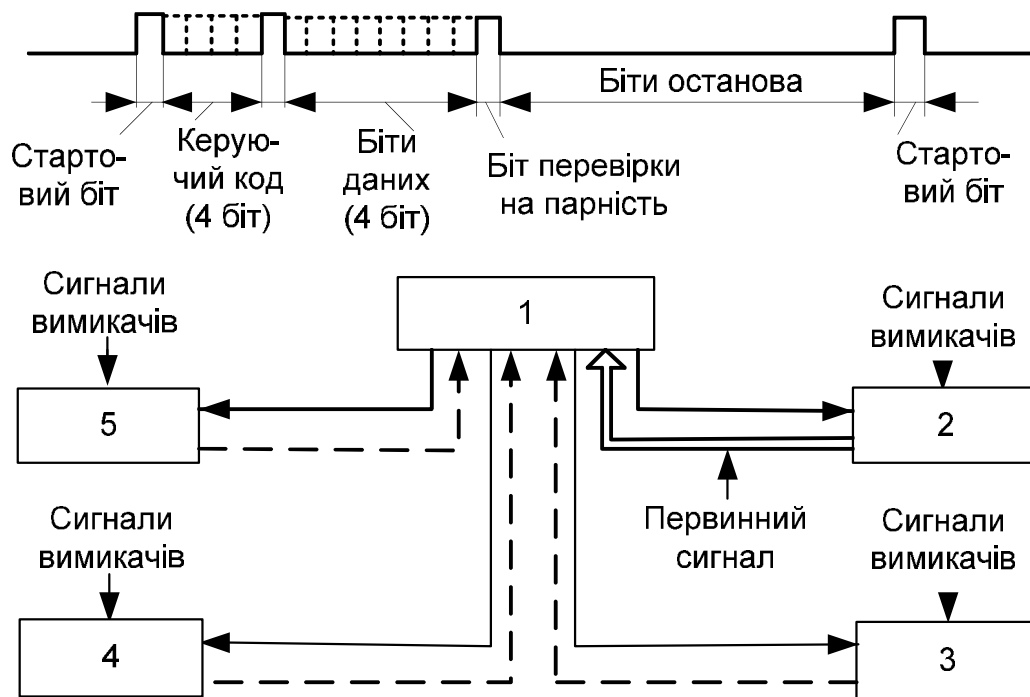 Біти останова
Старто-
вий біт
Керую-
чий код
(4 біт)
Біти
даних
(4 біт)
Біт перевірки
на парність
Старто-
вий біт
Сигнали
вимикачів
1
Сигнали
вимикачів
5
2
Сигнали
вимикачів
Первинний
сигнал
Сигнали
вимикачів
4
3